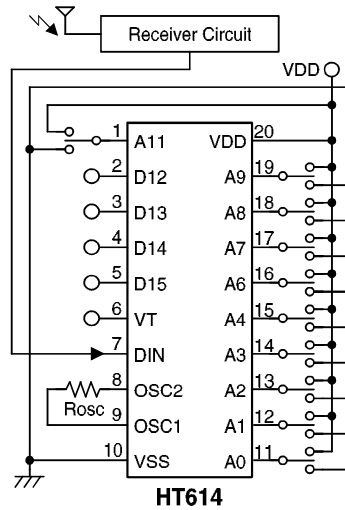 Receiver Circuit
VDD
1 A11 VDD 20
2 D12 A9 19
3 D13 A8 18
4 D14 A7 17
5 D15 A6 16
6 VT A4 15
7 DIN A3 14
8 OSC2 A2 13
Rosc
9 OSC1 A1 12
10 VSS A0 11
HT614